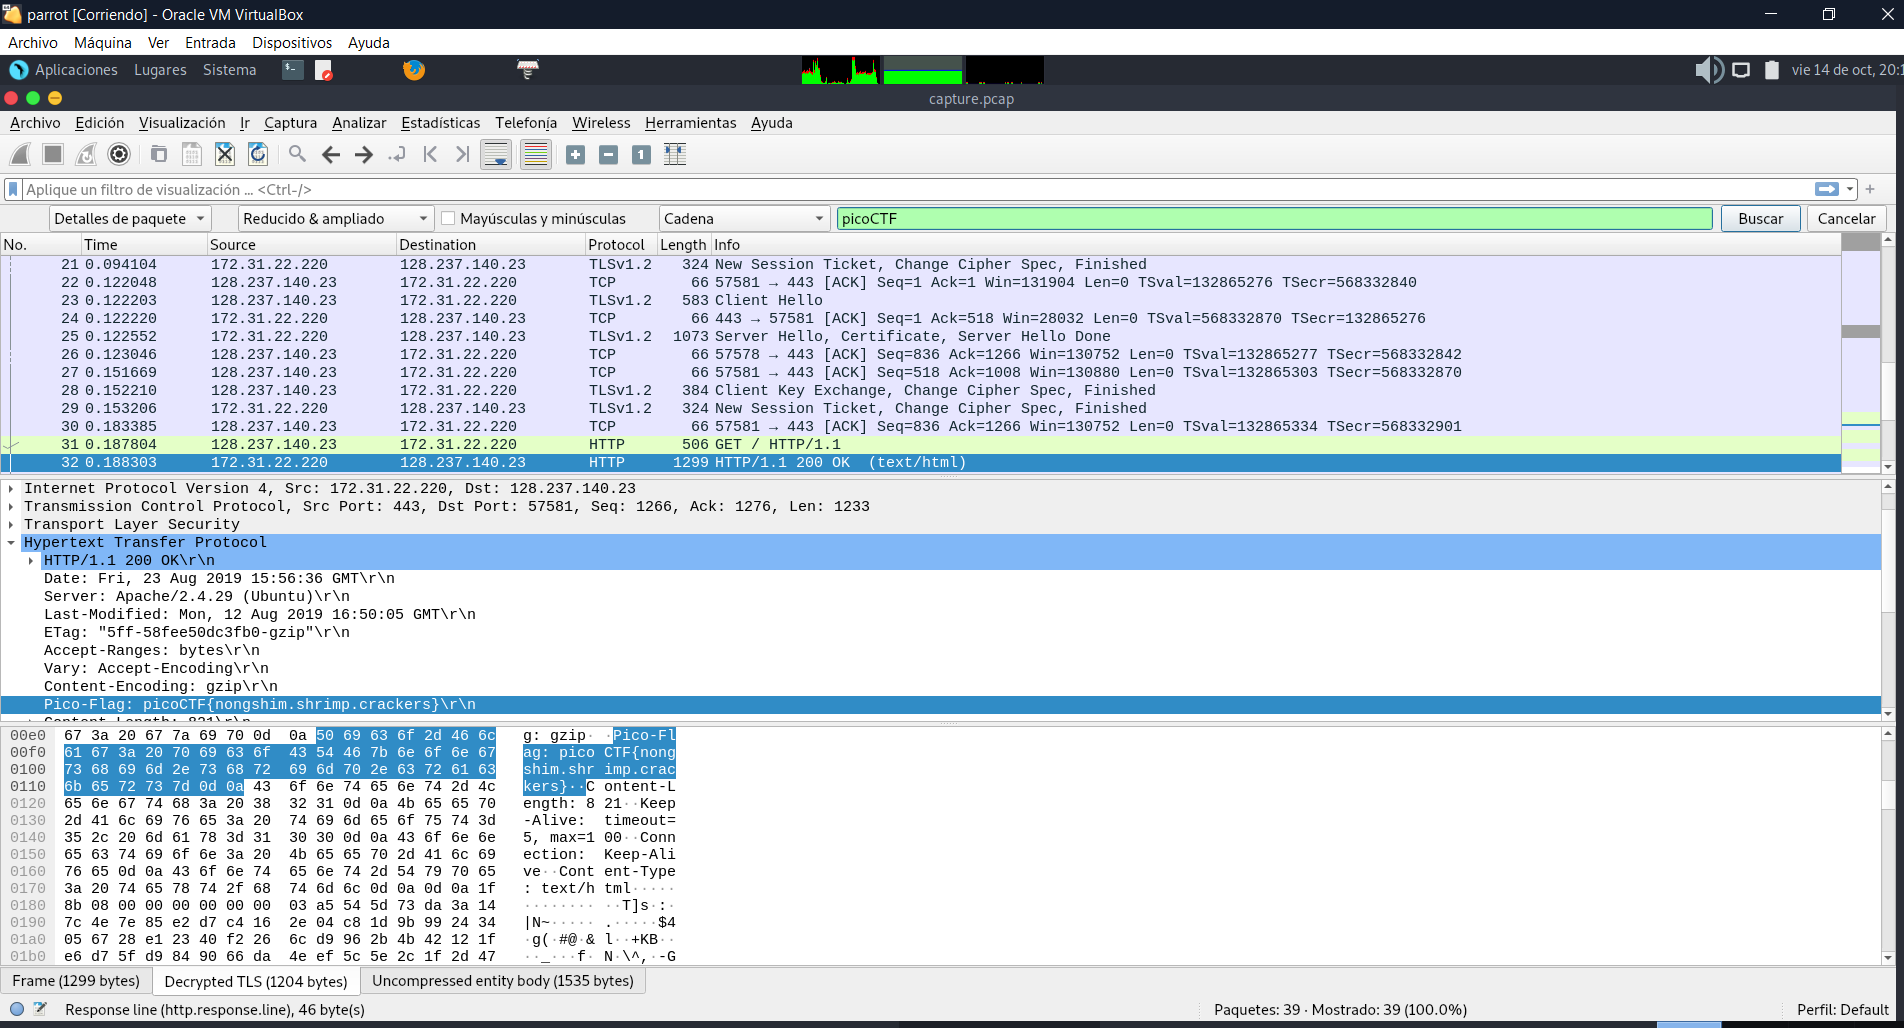 parrot [Corriendo] - Oracle VM VirtualBox
Archivo Máquina Ver Entrada Dispositivos Ayuda
Aplicaciones Lugares Sistema vie 14 de oct, 20:1
capture.pcap
Archivo Edición Visualización Ir Captura Analizar Estadísticas Telefonía Wireless Herramientas Ayuda
Aplique un filtro de visualización ... <Ctrl-/>
Detalles de paquete Reducido & ampliado Mayúsculas y minúsculas Cadena picoCTF Buscar Cancelar
No. Time Source Destination Protocol Length Info
21 0.094104 172.31.22.220 128.237.140.23 TLSv1.2 324 New Session Ticket, Change Cipher Spec, Finished
22 0.122048 128.237.140.23 172.31.22.220 TCP 66 57581 → 443 [ACK] Seq=1 Ack=1 Win=131904 Len=0 TSval=132865276 TSecr=568332840
23 0.122203 128.237.140.23 172.31.22.220 TLSv1.2 583 Client Hello
24 0.122220 172.31.22.220 128.237.140.23 TCP 66 443 → 57581 [ACK] Seq=1 Ack=518 Win=28032 Len=0 TSval=568332870 TSecr=132865276
25 0.122552 172.31.22.220 128.237.140.23 TLSv1.2 1073 Server Hello, Certificate, Server Hello Done
26 0.123046 128.237.140.23 172.31.22.220 TCP 66 57578 → 443 [ACK] Seq=836 Ack=1266 Win=130752 Len=0 TSval=132865277 TSecr=568332842
27 0.151669 128.237.140.23 172.31.22.220 TCP 66 57581 → 443 [ACK] Seq=518 Ack=1008 Win=130880 Len=0 TSval=132865303 TSecr=568332870
28 0.152210 128.237.140.23 172.31.22.220 TLSv1.2 384 Client Key Exchange, Change Cipher Spec, Finished
29 0.153206 172.31.22.220 128.237.140.23 TLSv1.2 324 New Session Ticket, Change Cipher Spec, Finished
30 0.183385 128.237.140.23 172.31.22.220 TCP 66 57581 → 443 [ACK] Seq=836 Ack=1266 Win=130752 Len=0 TSval=132865334 TSecr=568332901
31 0.187804 128.237.140.23 172.31.22.220 HTTP 506 GET / HTTP/1.1
32 0.188303 172.31.22.220 128.237.140.23 HTTP 1299 HTTP/1.1 200 OK (text/html)
Internet Protocol Version 4, Src: 172.31.22.220, Dst: 128.237.140.23
Transmission Control Protocol, Src Port: 443, Dst Port: 57581, Seq: 1266, Ack: 1276, Len: 1233
Transport Layer Security
Hypertext Transfer Protocol
HTTP/1.1 200 OK\r\n
Date: Fri, 23 Aug 2019 15:56:36 GMT\r\n
Server: Apache/2.4.29 (Ubuntu)\r\n
Last-Modified: Mon, 12 Aug 2019 16:50:05 GMT\r\n
ETag: "5ff-58fee50dc3fb0-gzip"\r\n
Accept-Ranges: bytes\r\n
Vary: Accept-Encoding\r\n
Content-Encoding: gzip\r\n
Pico-Flag: picoCTF{nongshim.shrimp.crackers}\r\n
Content-Length: 821\r\n
00e0 67 3a 20 67 7a 69 70 0d 0a 50 69 63 6f 2d 46 6c g: gzip· ·Pico-Fl
00f0 61 67 3a 20 70 69 63 6f 43 54 46 7b 6e 6f 6e 67 ag: pico CTF{nong
0100 73 68 69 6d 2e 73 68 72 69 6d 70 2e 63 72 61 63 shim.shr imp.crac
0110 6b 65 72 73 7d 0d 0a 43 6f 6e 74 65 6e 74 2d 4c kers}··C ontent-L
0120 65 6e 67 74 68 3a 20 38 32 31 0d 0a 4b 65 65 70 ength: 8 21··Keep
0130 2d 41 6c 69 76 65 3a 20 74 69 6d 65 6f 75 74 3d -Alive: timeout=
0140 35 2c 20 6d 61 78 3d 31 30 30 0d 0a 43 6f 6e 6e 5, max=1 00··Conn
0150 65 63 74 69 6f 6e 3a 20 4b 65 65 70 2d 41 6c 69 ection: Keep-Ali
0160 76 65 0d 0a 43 6f 6e 74 65 6e 74 2d 54 79 70 65 ve··Cont ent-Type
0170 3a 20 74 65 78 74 2f 68 74 6d 6c 0d 0a 0d 0a 1f : text/h tml·····
0180 8b 08 00 00 00 00 00 00 03 a5 54 5d 73 da 3a 14 ········ ··T]s·:·
0190 7c 4e 7e 85 e2 d7 c4 16 2e 04 c8 1d 9b 99 24 34 |N~····· .·····$4
01a0 05 67 28 e1 23 40 f2 26 6c d9 96 2b 4b 42 12 1f ·g(·#@·& l··+KB··
01b0 e6 d7 5f d9 84 90 66 da 4e ef 5c 5e 2c 1f 2d 47 ··_···f· N·\^,·-G
Frame (1299 bytes) Decrypted TLS (1204 bytes) Uncompressed entity body (1535 bytes)
Response line (http.response.line), 46 byte(s) Paquetes: 39 · Mostrado: 39 (100.0%) Perfil: Default